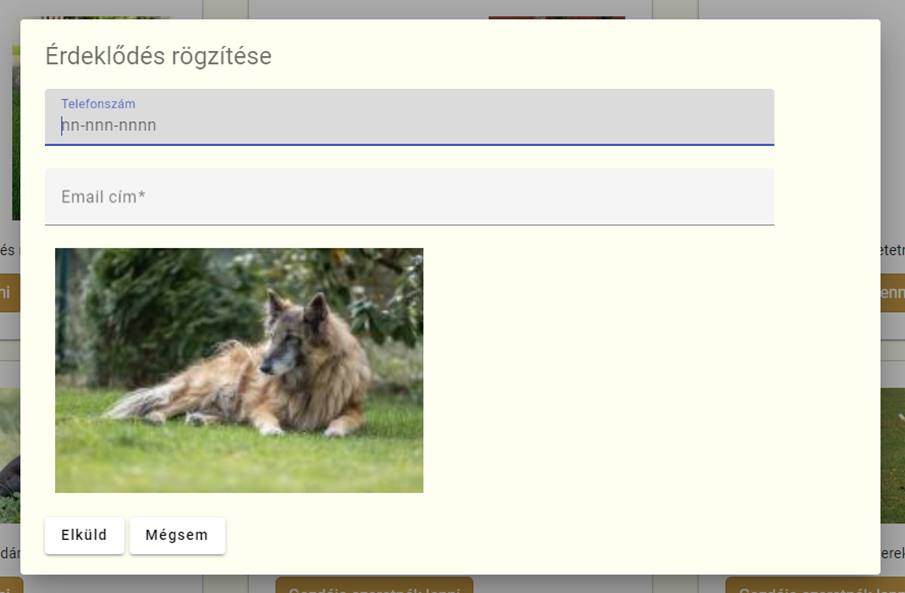 Érdeklődés rögzítése
Telefonszám
nn-nnn-nnnn
Email cím*
Elküld
Mégsem